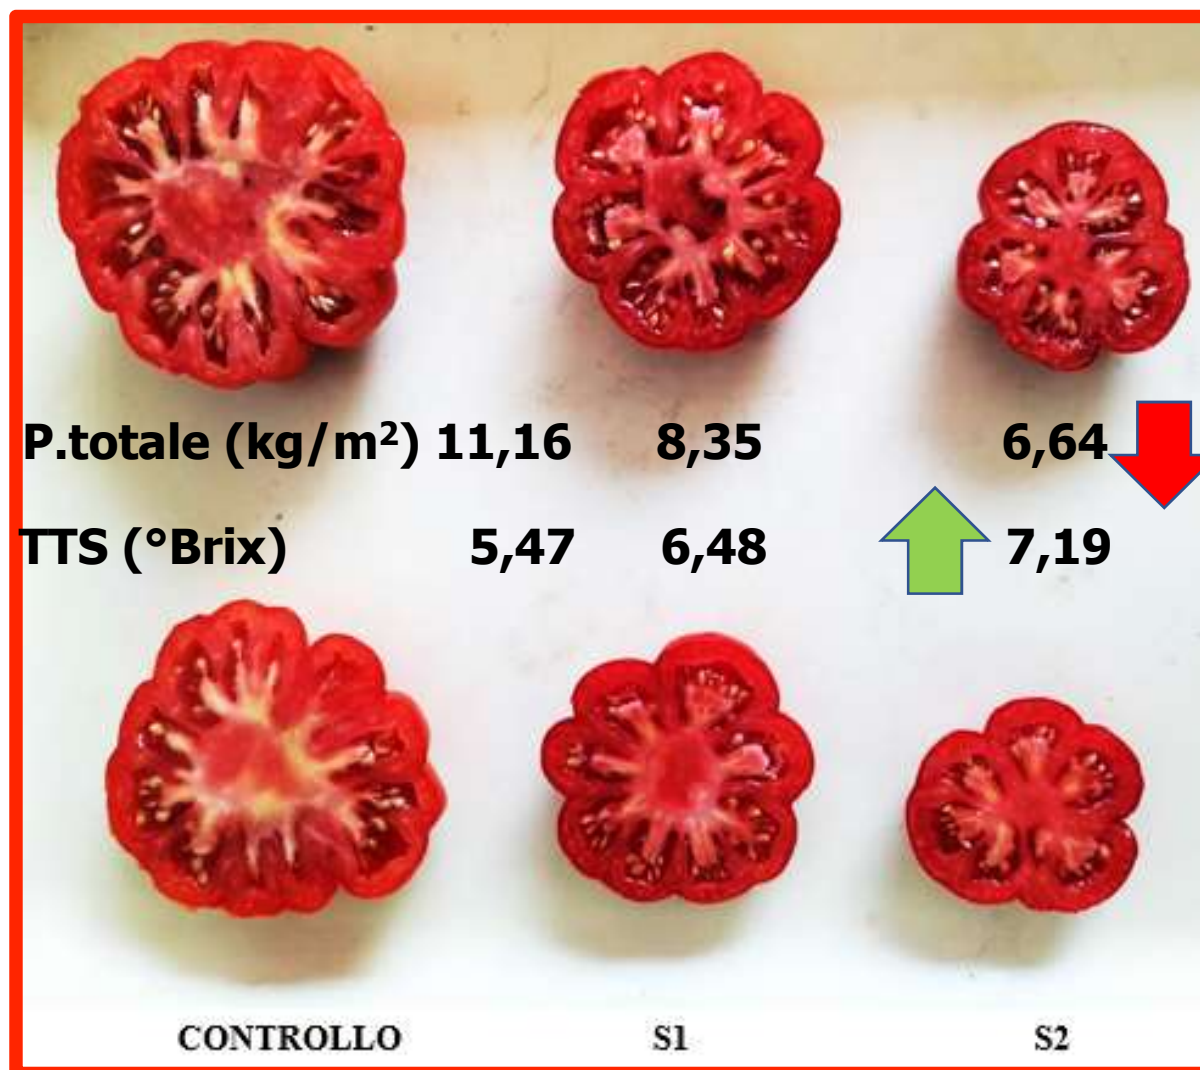 P.totale (kg/m²) 11,16 8,35 6,64
TTS (°Brix) 5,47 6,48 7,19
CONTROLLO S1 S2